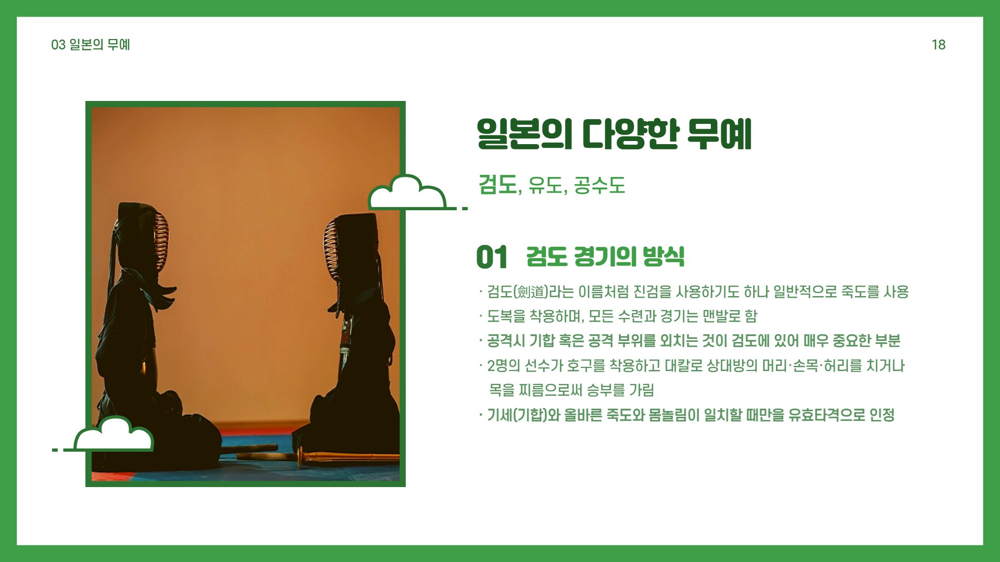 03 일본의 무예
18
일본의 다양한 무예
검도, 유도, 공수도
01 검도 경기의 방식
· 검도(劍道)라는 이름처럼 진검을 사용하기도 하나 일반적으로 죽도를 사용
· 도복을 착용하며, 모든 수련과 경기는 맨발로 함
· 공격시 기합 혹은 공격 부위를 외치는 것이 검도에 있어 매우 중요한 부분
· 2명의 선수가 호구를 착용하고 대칼로 상대방의 머리·손목·허리를 치거나
목을 찌름으로써 승부를 가림
· 기세(기합)와 올바른 죽도와 몸놀림이 일치할 때만을 유효타격으로 인정